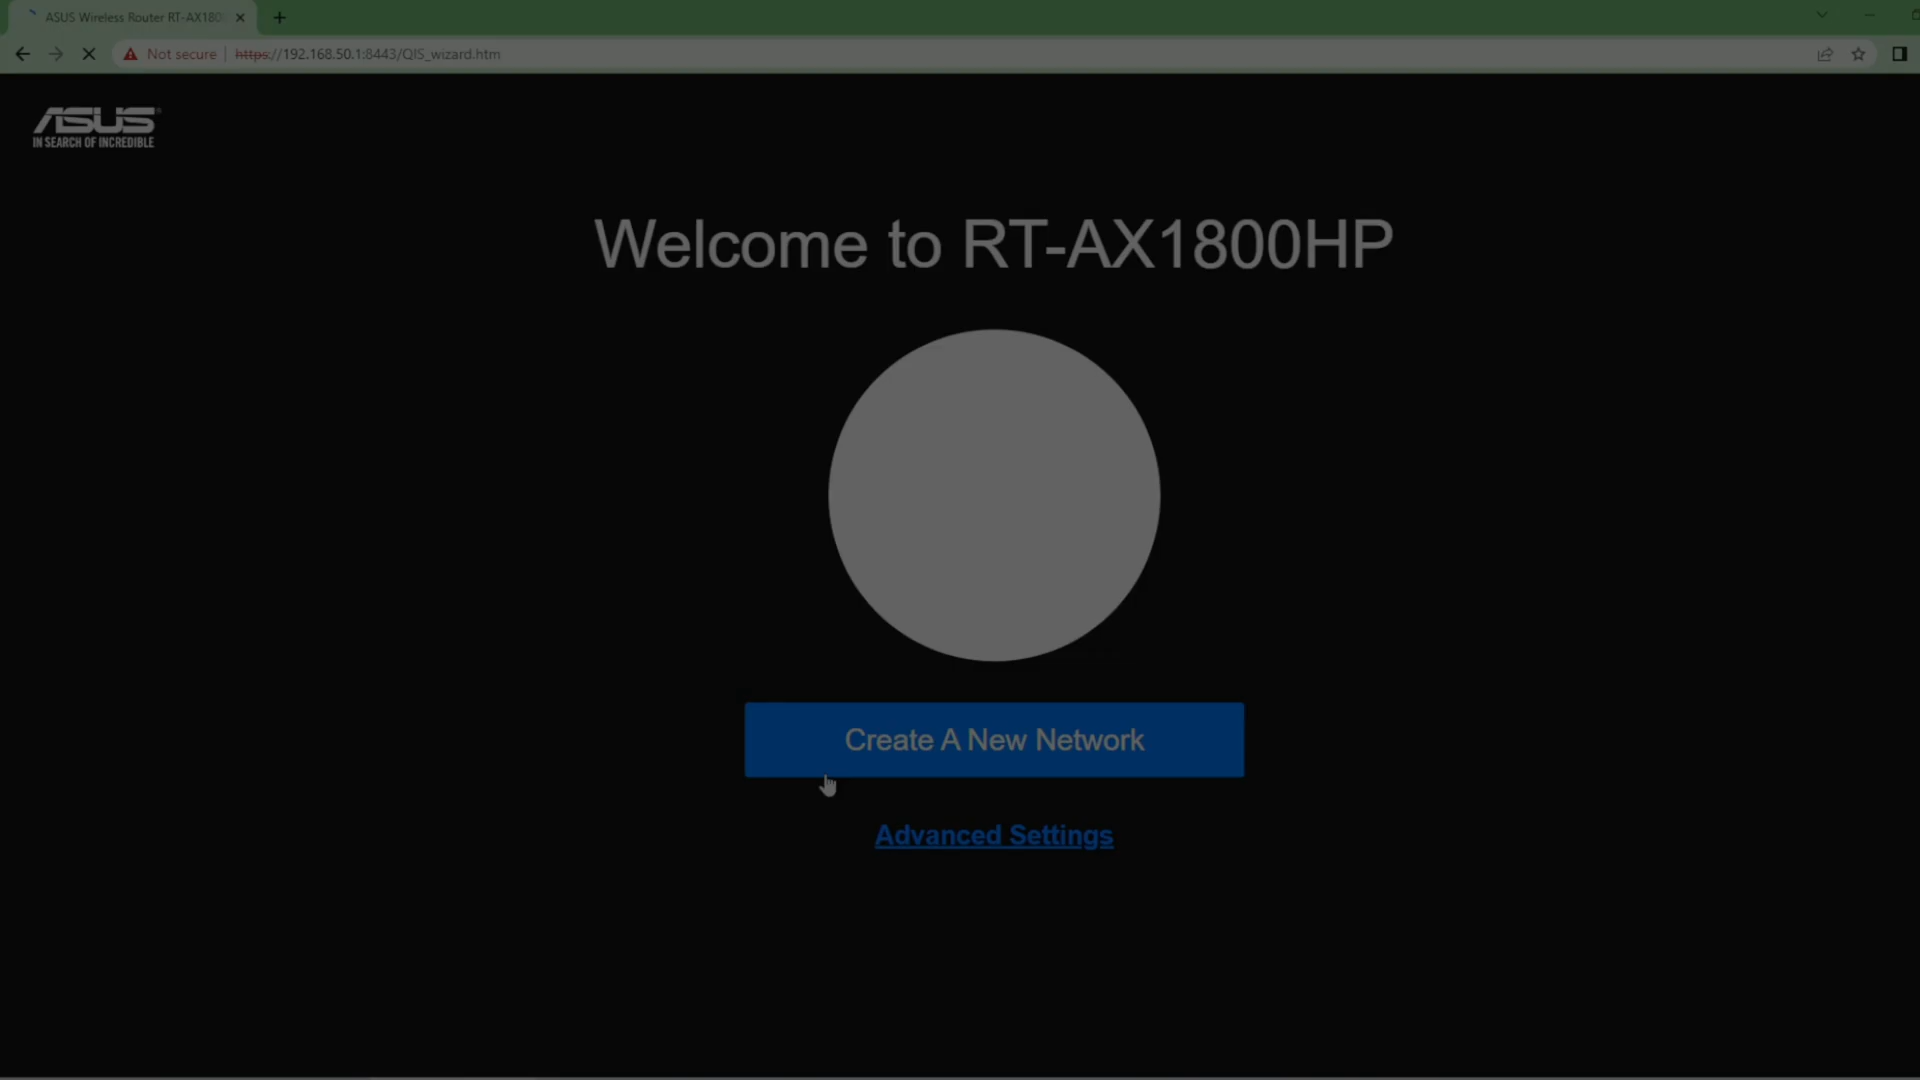 ASUS Wireless Router RT-AX180
Not secure https://192.168.50.1:8443/QIS_wizard.htm
ASUS
IN SEARCH OF INCREDIBLE
Welcome to RT-AX1800HP
Create A New Network
Advanced Settings